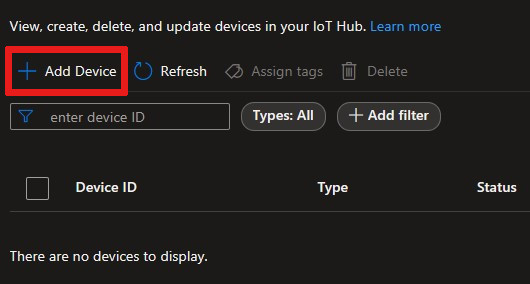 View, create, delete, and update devices in your IoT Hub. Learn more
+ Add Device Refresh Assign tags Delete
enter device ID Types: All + Add filter
Device ID Type Status
There are no devices to display.